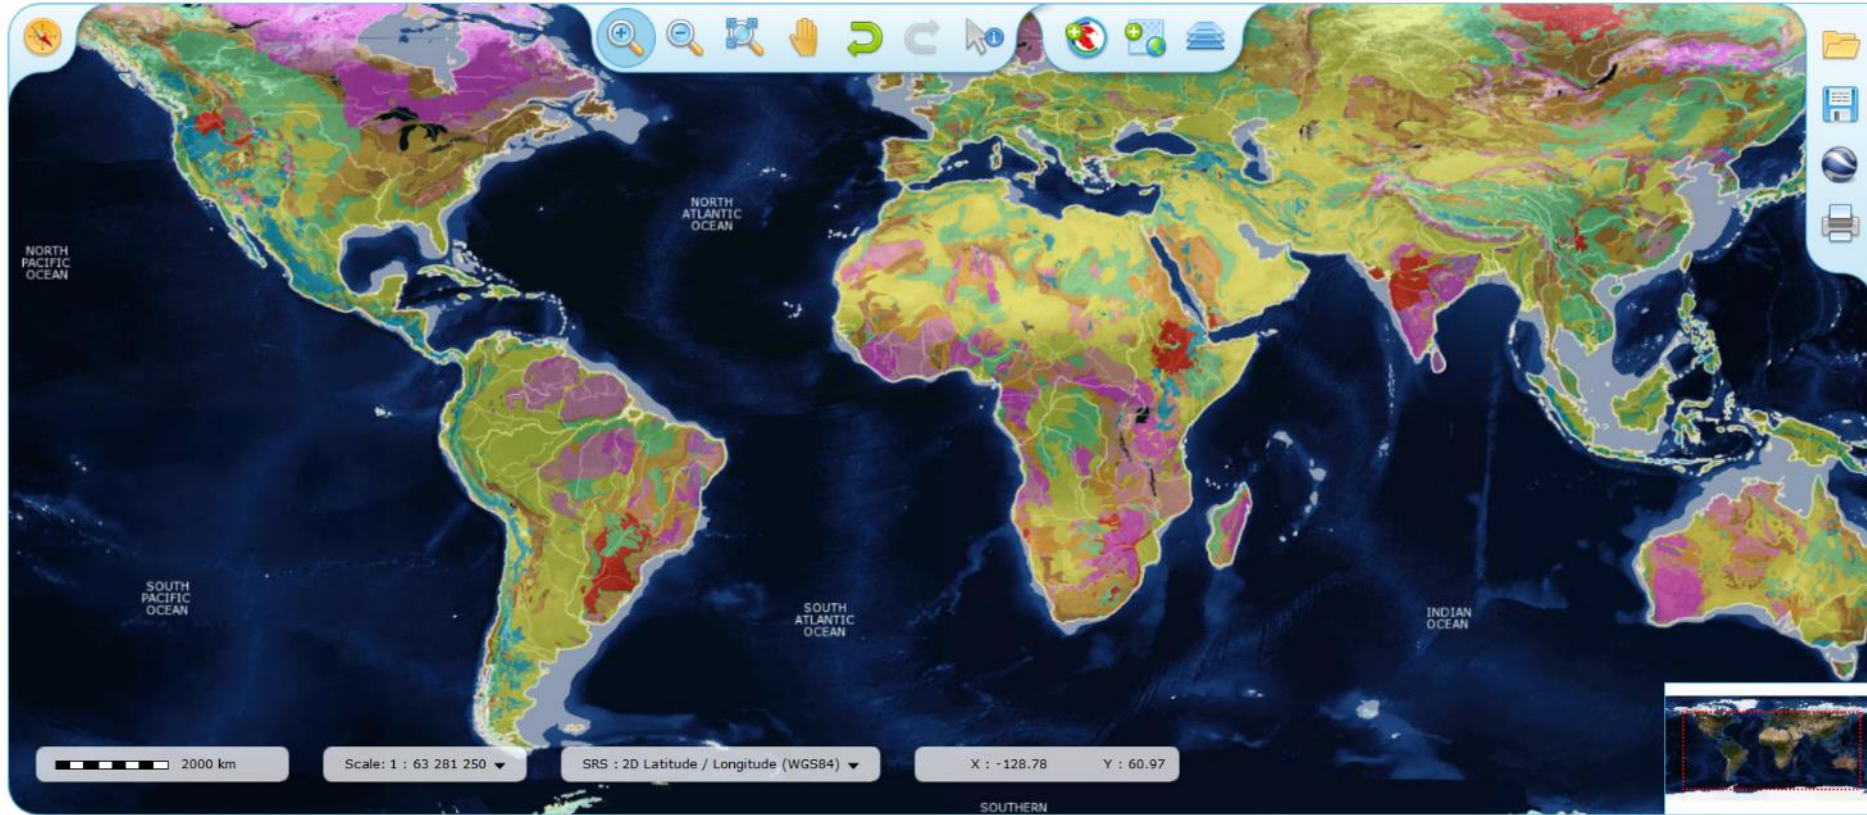 NORTH
ATLANTIC
OCEAN
NORTH
PACIFIC
OCEAN
SOUTH
PACIFIC
OCEAN
SOUTH
ATLANTIC
OCEAN
INDIAN
OCEAN
2000 km
Scale: 1 : 63 281 250
SRS : 2D Latitude / Longitude (WGS84)
X : -128.78
Y : 60.97
SOUTHERN